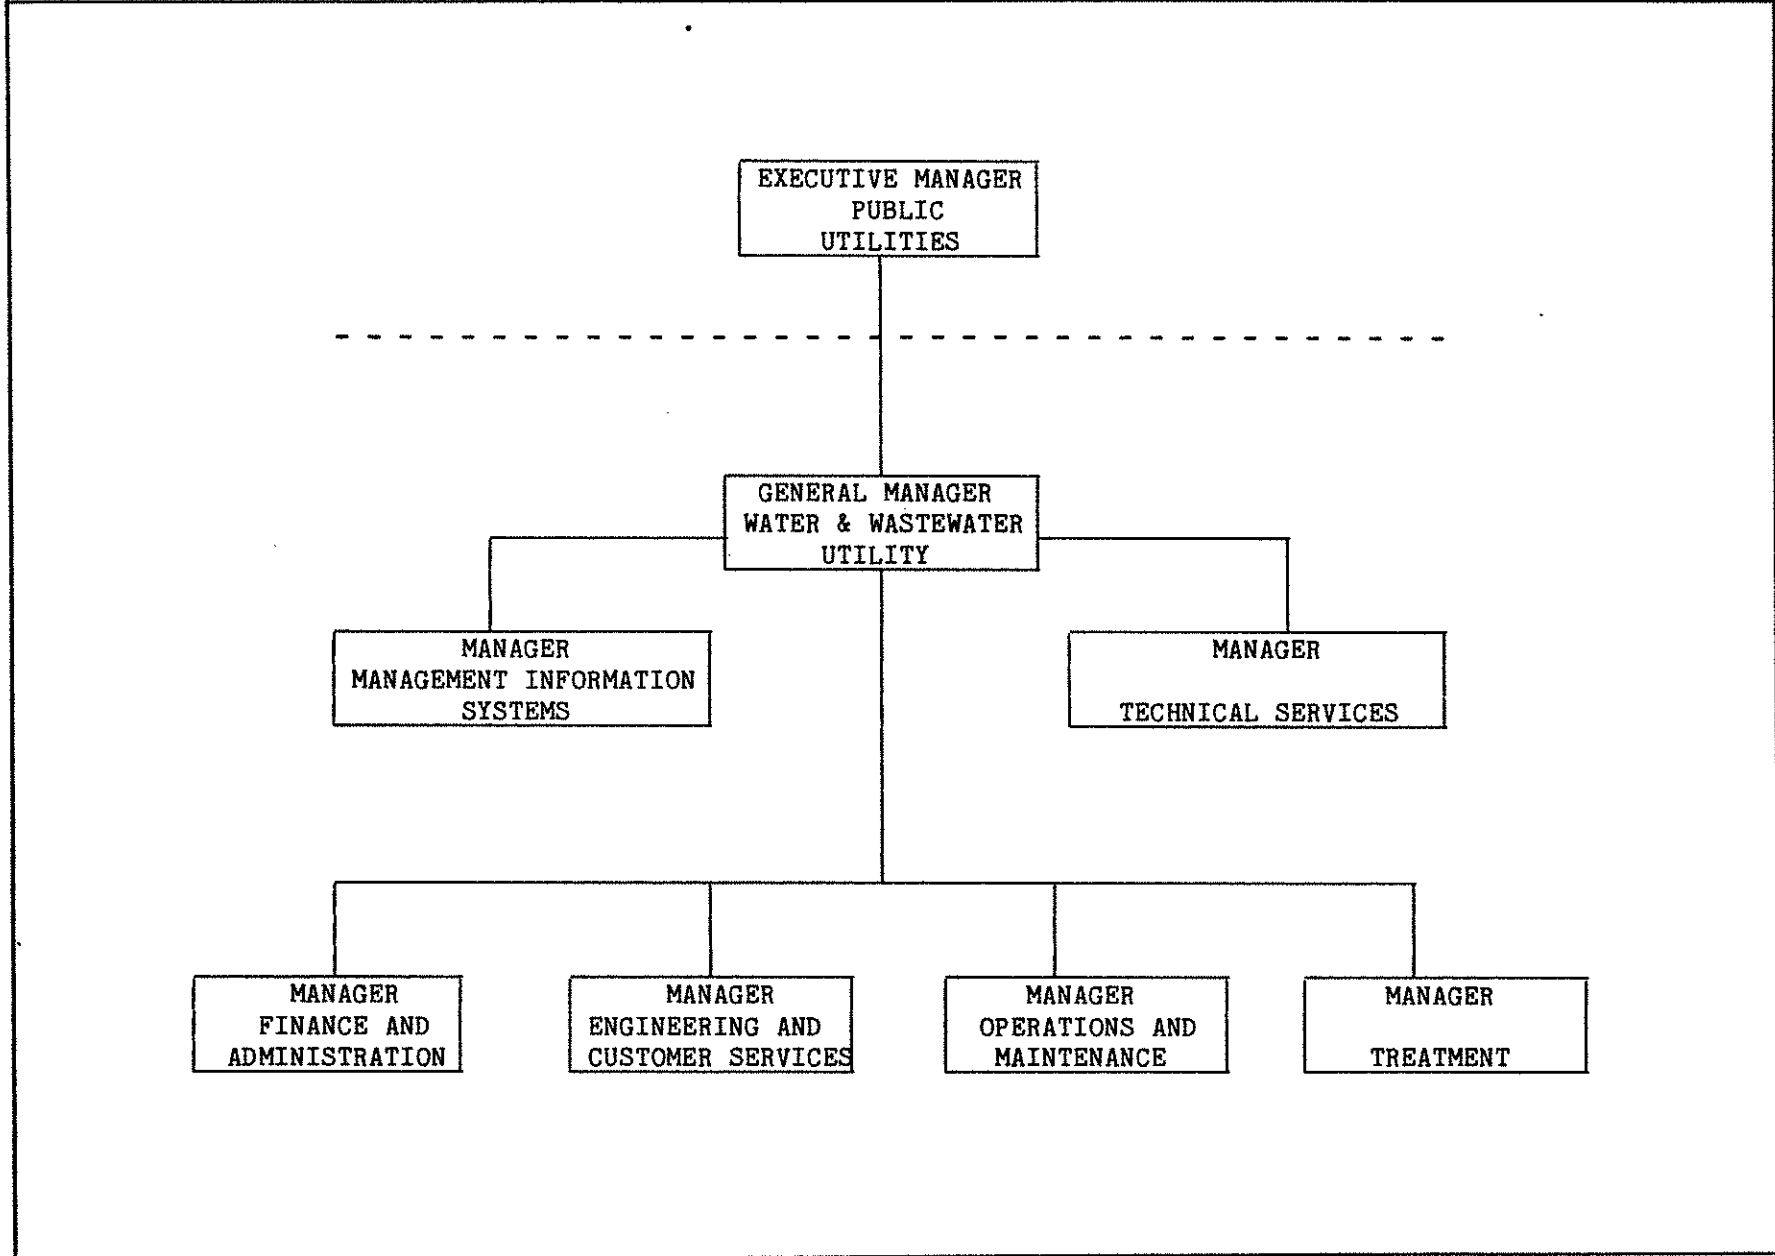 EXECUTIVE MANAGER
PUBLIC
UTILITIES
GENERAL MANAGER
WATER & WASTEWATER
UTILITY
MANAGER
MANAGEMENT INFORMATION
SYSTEMS
MANAGER
TECHNICAL SERVICES
MANAGER
FINANCE AND
ADMINISTRATION
MANAGER
ENGINEERING AND
CUSTOMER SERVICES
MANAGER
OPERATIONS AND
MAINTENANCE
MANAGER
TREATMENT